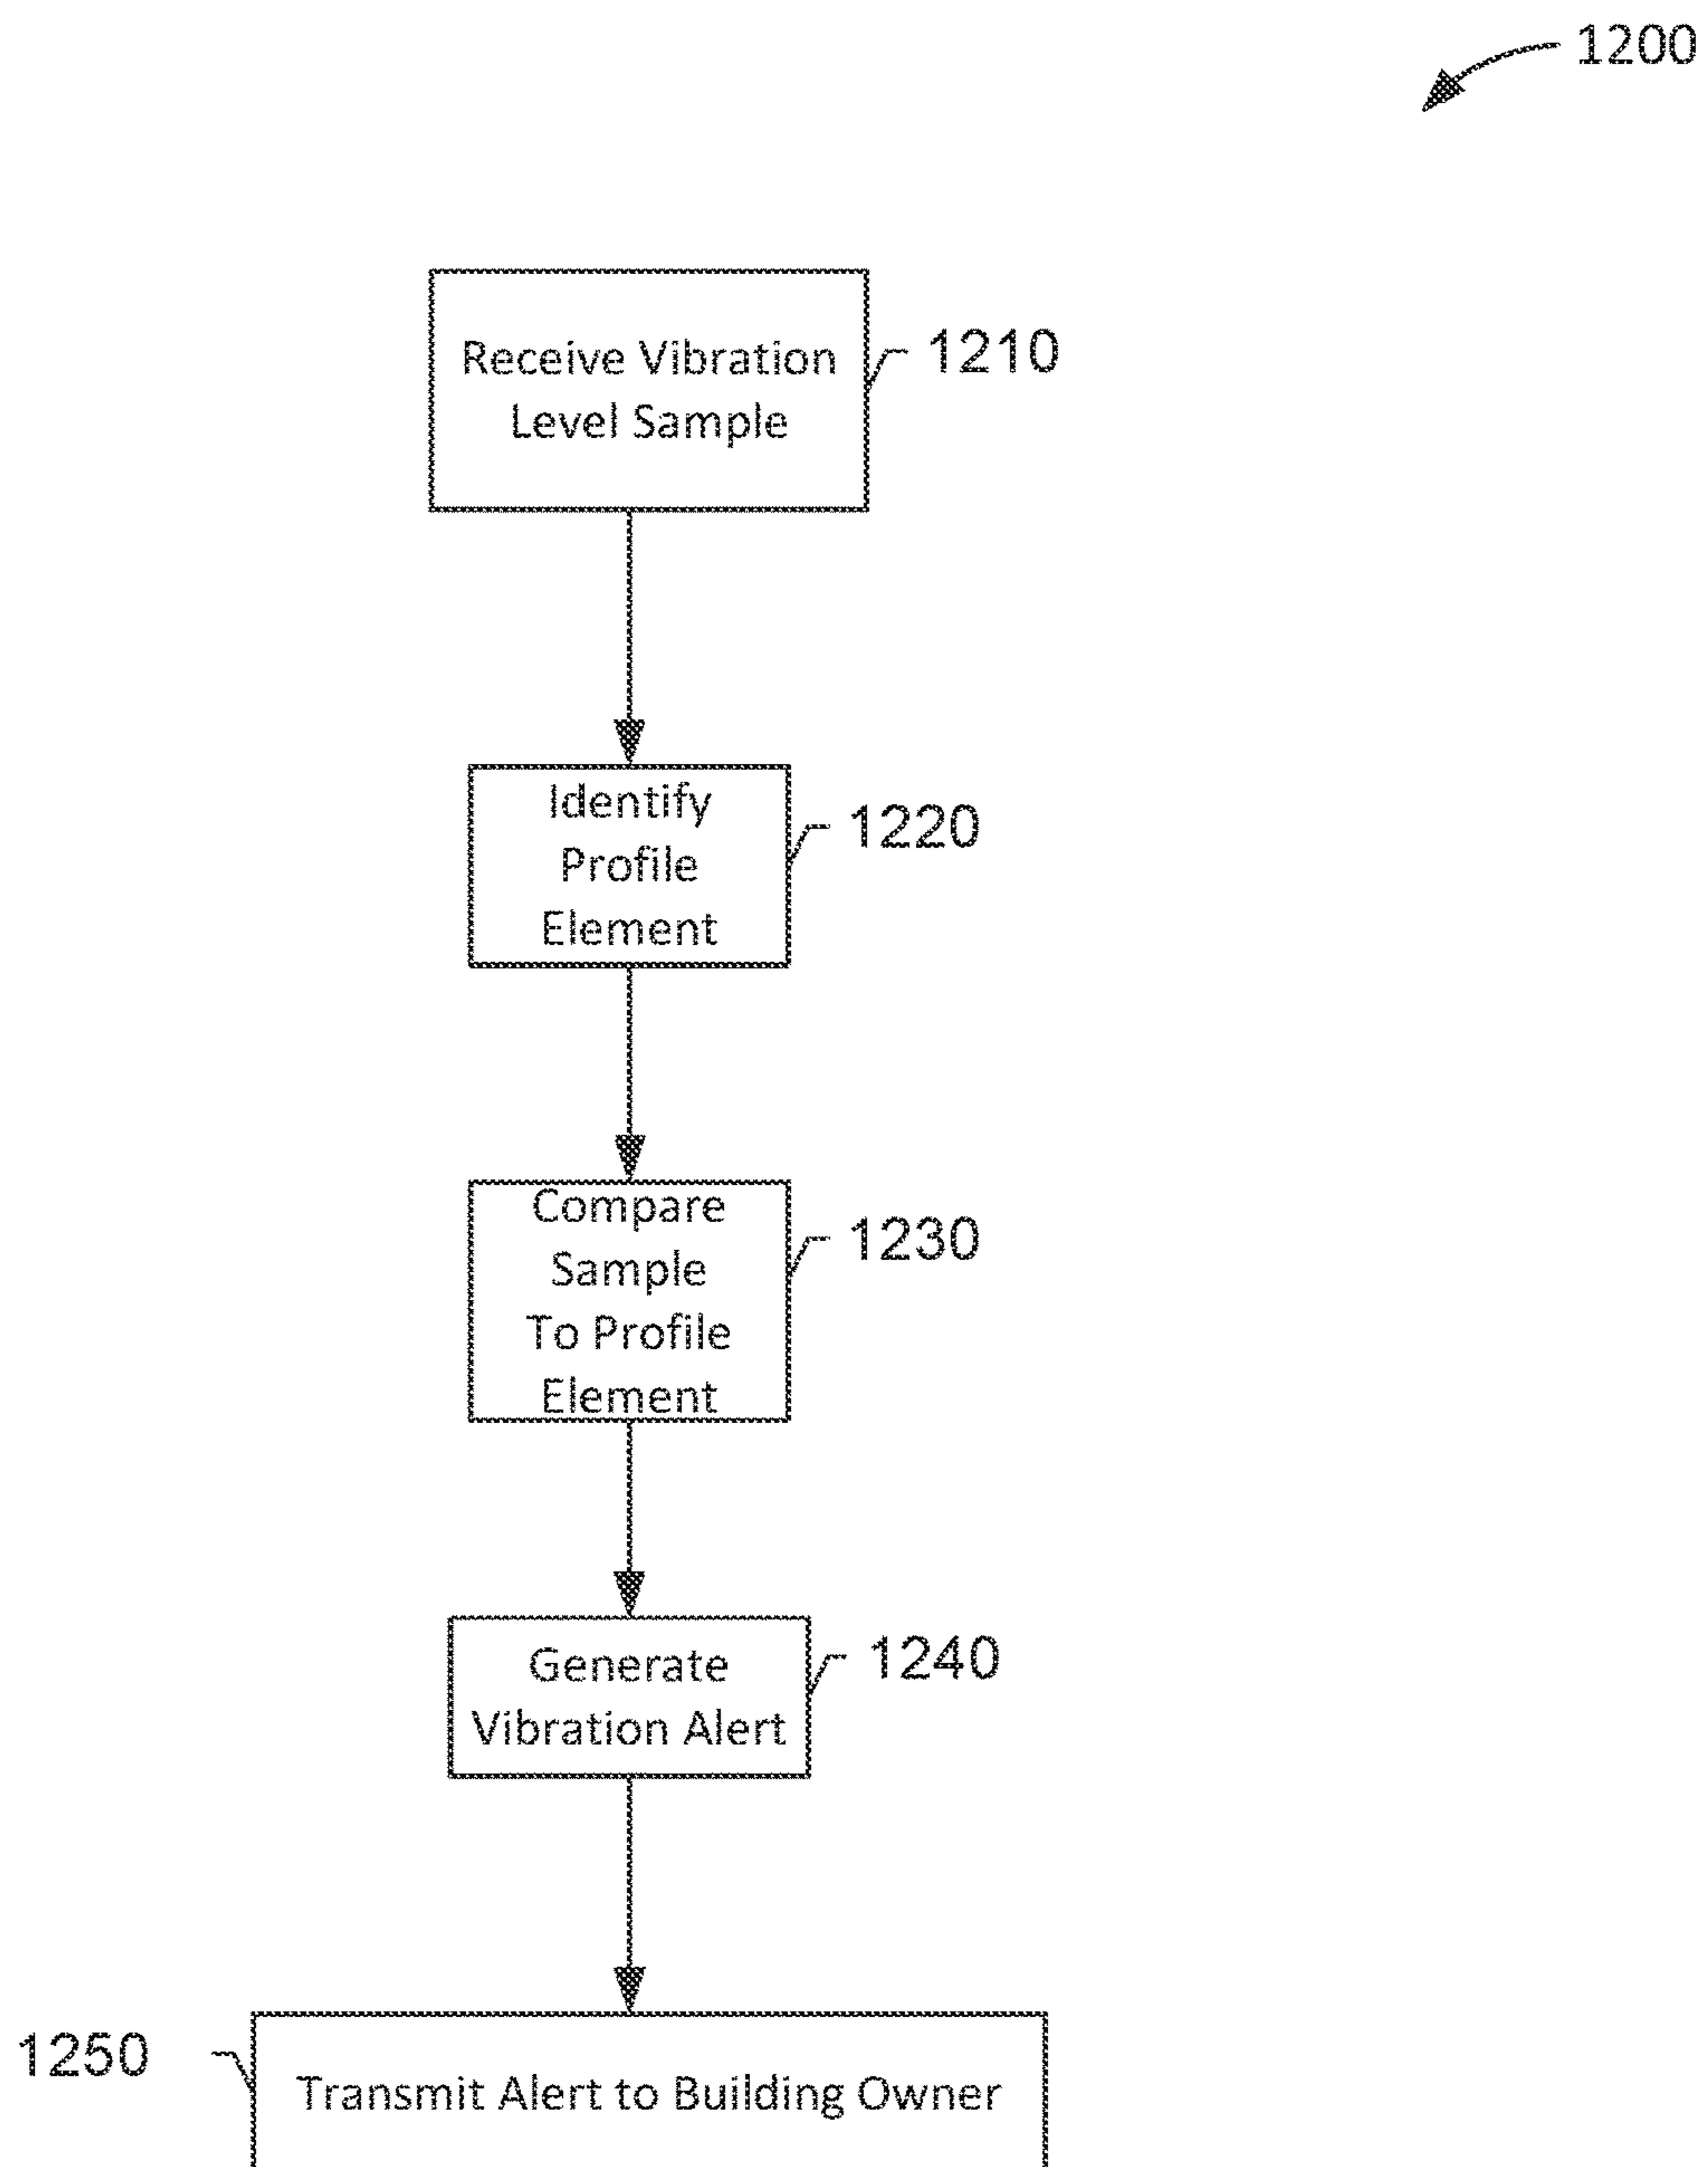 1200
Receive Vibration
Level Sample
1210
Identify
Profile
Element
1220
Compare
Sample
To Profile
Element
1230
Generate
Vibration Alert
1240
1250
Transmit Alert to Building Owner